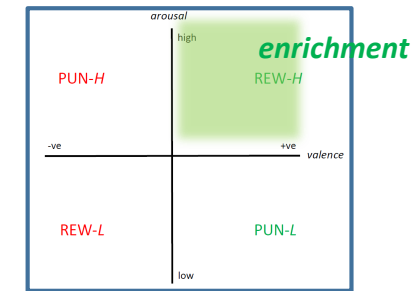 arousal
high
enrichment
PUN-H
REW-H
-ve
+ve
valence
REW-L
PUN-L
low